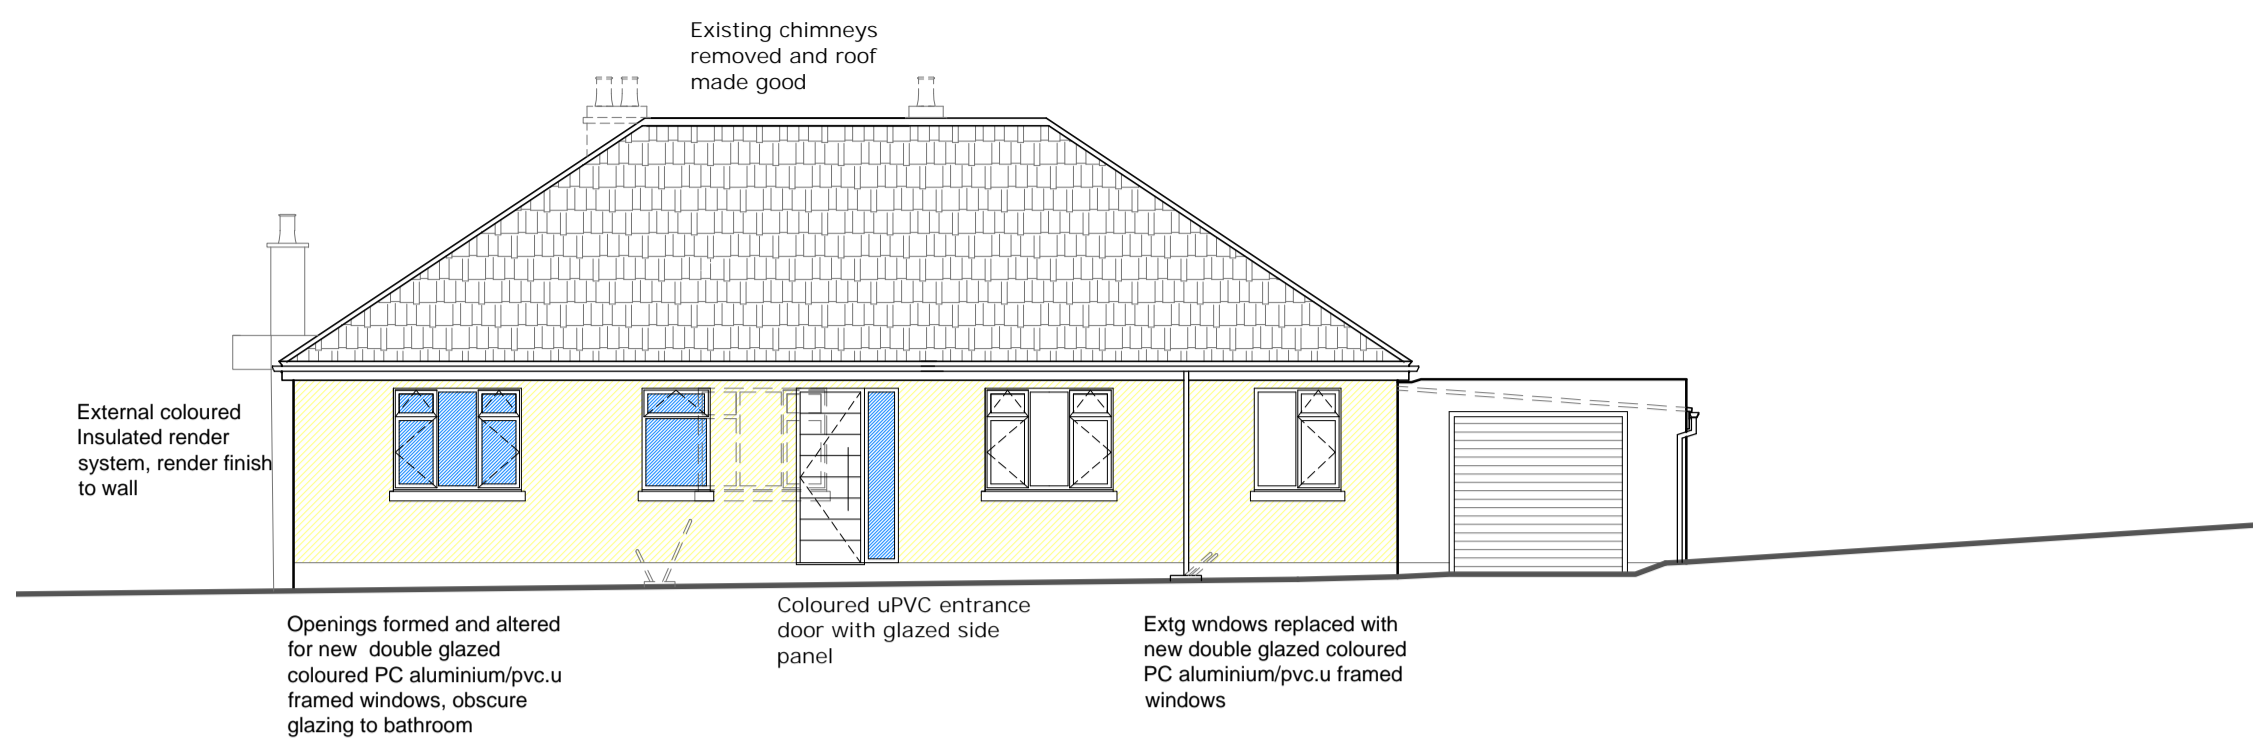 Existing chimneys
removed and roof
made good
External coloured
Insulated render
system, render finish
to wall
Openings formed and altered
for new double glazed
coloured PC aluminium/pvc.u
framed windows, obscure
glazing to bathroom
Coloured uPVC entrance
door with glazed side
panel
Extg wndows replaced with
new double glazed coloured
PC aluminium/pvc.u framed
windows